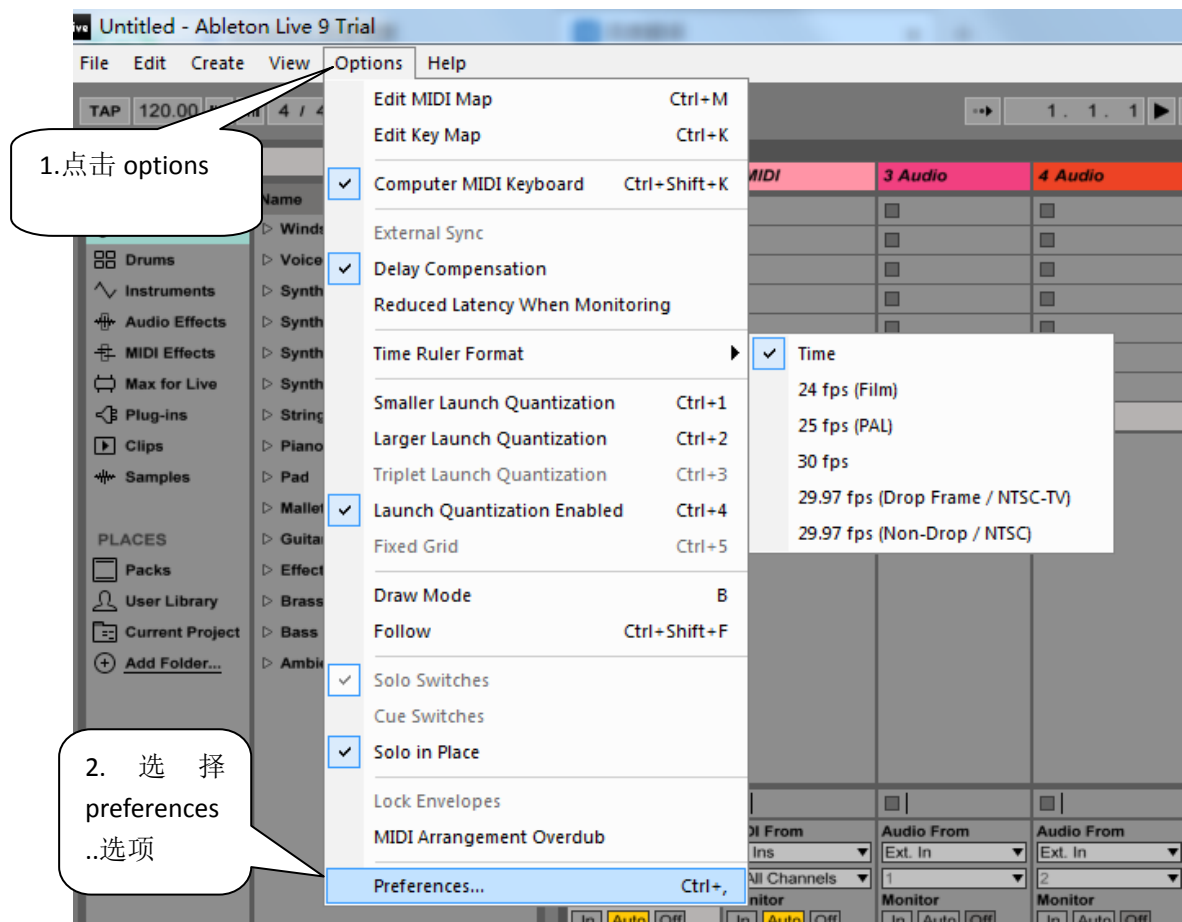 Untitled - Ableton Live 9 Trial
File Edit Create View Options Help
TAP 120.00 4 / 4 1. 1. 1
1.点击 options
Edit MIDI Map Ctrl+M
Edit Key Map Ctrl+K
Computer MIDI Keyboard Ctrl+Shift+K
External Sync
Delay Compensation
Reduced Latency When Monitoring
Time Ruler Format
Smaller Launch Quantization Ctrl+1
Larger Launch Quantization Ctrl+2
Triplet Launch Quantization Ctrl+3
Launch Quantization Enabled Ctrl+4
Fixed Grid Ctrl+5
Draw Mode B
Follow Ctrl+Shift+F
Solo Switches
Cue Switches
Solo in Place
Lock Envelopes
MIDI Arrangement Overdub
Preferences... Ctrl+,
Time
24 fps (Film)
25 fps (PAL)
30 fps
29.97 fps (Drop Frame / NTSC-TV)
29.97 fps (Non-Drop / NTSC)
MIDI 3 Audio 4 Audio
Drums
Instruments
Audio Effects
MIDI Effects
Max for Live
Plug-ins
Clips
Samples
PLACES
Packs
User Library
Current Project
Add Folder...
Name
Winds
Voice
Synth
Synth
Synth
Synth
String
Piano
Pad
Mallet
Guitar
Effect
Brass
Bass
Ambie
2. 选 择
preferences
..选项
From Audio From Audio From
Ins Ext. In Ext. In
All Channels 1 2
Monitor Monitor
In Auto Off In Auto Off In Auto Off In Auto Off